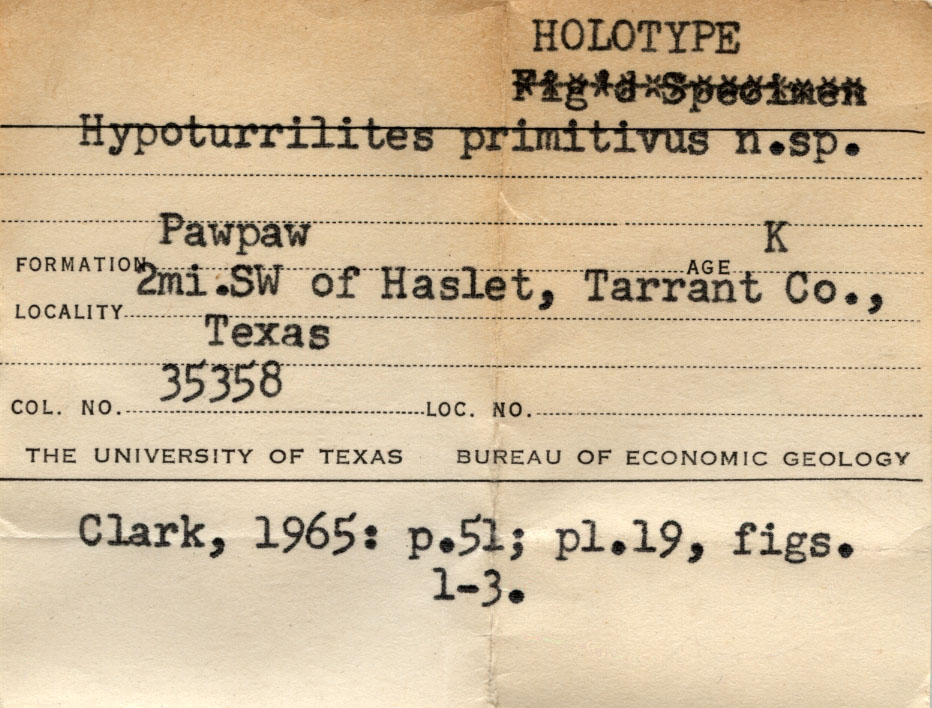 HOLOTYPE
Fig'd Specimen
Hypoturrilites primitivus n.sp.
Pawpaw K
FORMATION AGE
2mi.SW of Haslet, Tarrant Co.,
LOCALITY
Texas
35358
COL. NO. LOC. NO.
THE UNIVERSITY OF TEXAS BUREAU OF ECONOMIC GEOLOGY
Clark, 1965: p.51; pl.19, figs.
1-3.